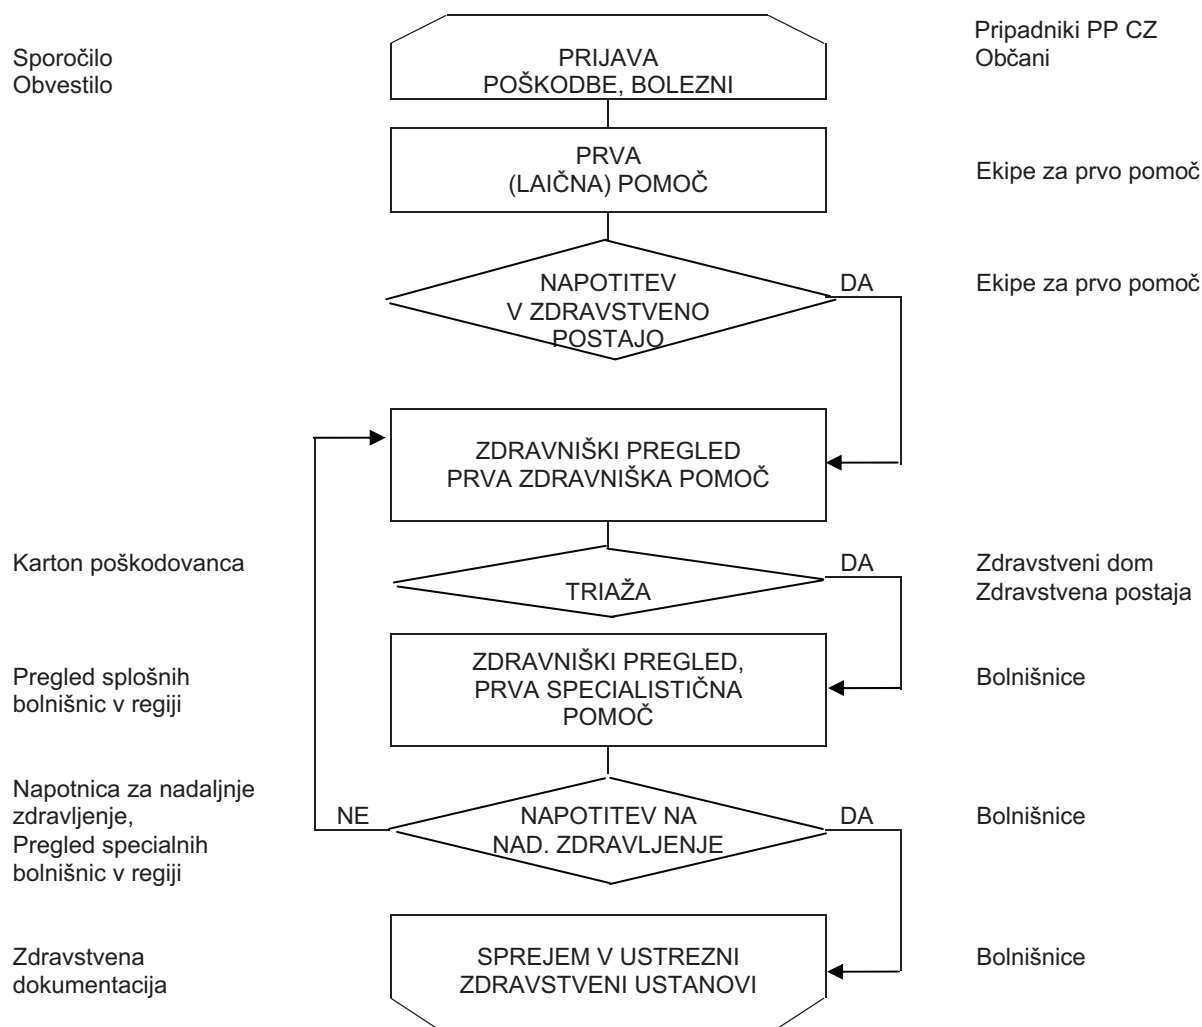 Sporočilo
Obvestilo
PRIJAVA
POŠKODBE, BOLEZNI
Pripadniki PP CZ
Občani
PRVA
(LAIČNA) POMOČ
Ekipe za prvo pomoč
NAPOTITEV
V ZDRAVSTVENO
POSTAJO
DA
Ekipe za prvo pomoč
ZDRAVNIŠKI PREGLED
PRVA ZDRAVNIŠKA POMOČ
Karton poškodovanca
TRIAŽA
DA
Zdravstveni dom
Zdravstvena postaja
Pregled splošnih
bolnišnic v regiji
ZDRAVNIŠKI PREGLED,
PRVA SPECIALISTIČNA
POMOČ
Bolnišnice
Napotnica za nadaljnje
zdravljenje,
Pregled specialnih
bolnišnic v regiji
NE
NAPOTITEV NA
NAD. ZDRAVLJENJE
DA
Bolnišnice
Zdravstvena
dokumentacija
SPREJEM V USTREZNI
ZDRAVSTVENI USTANOVI
Bolnišnice